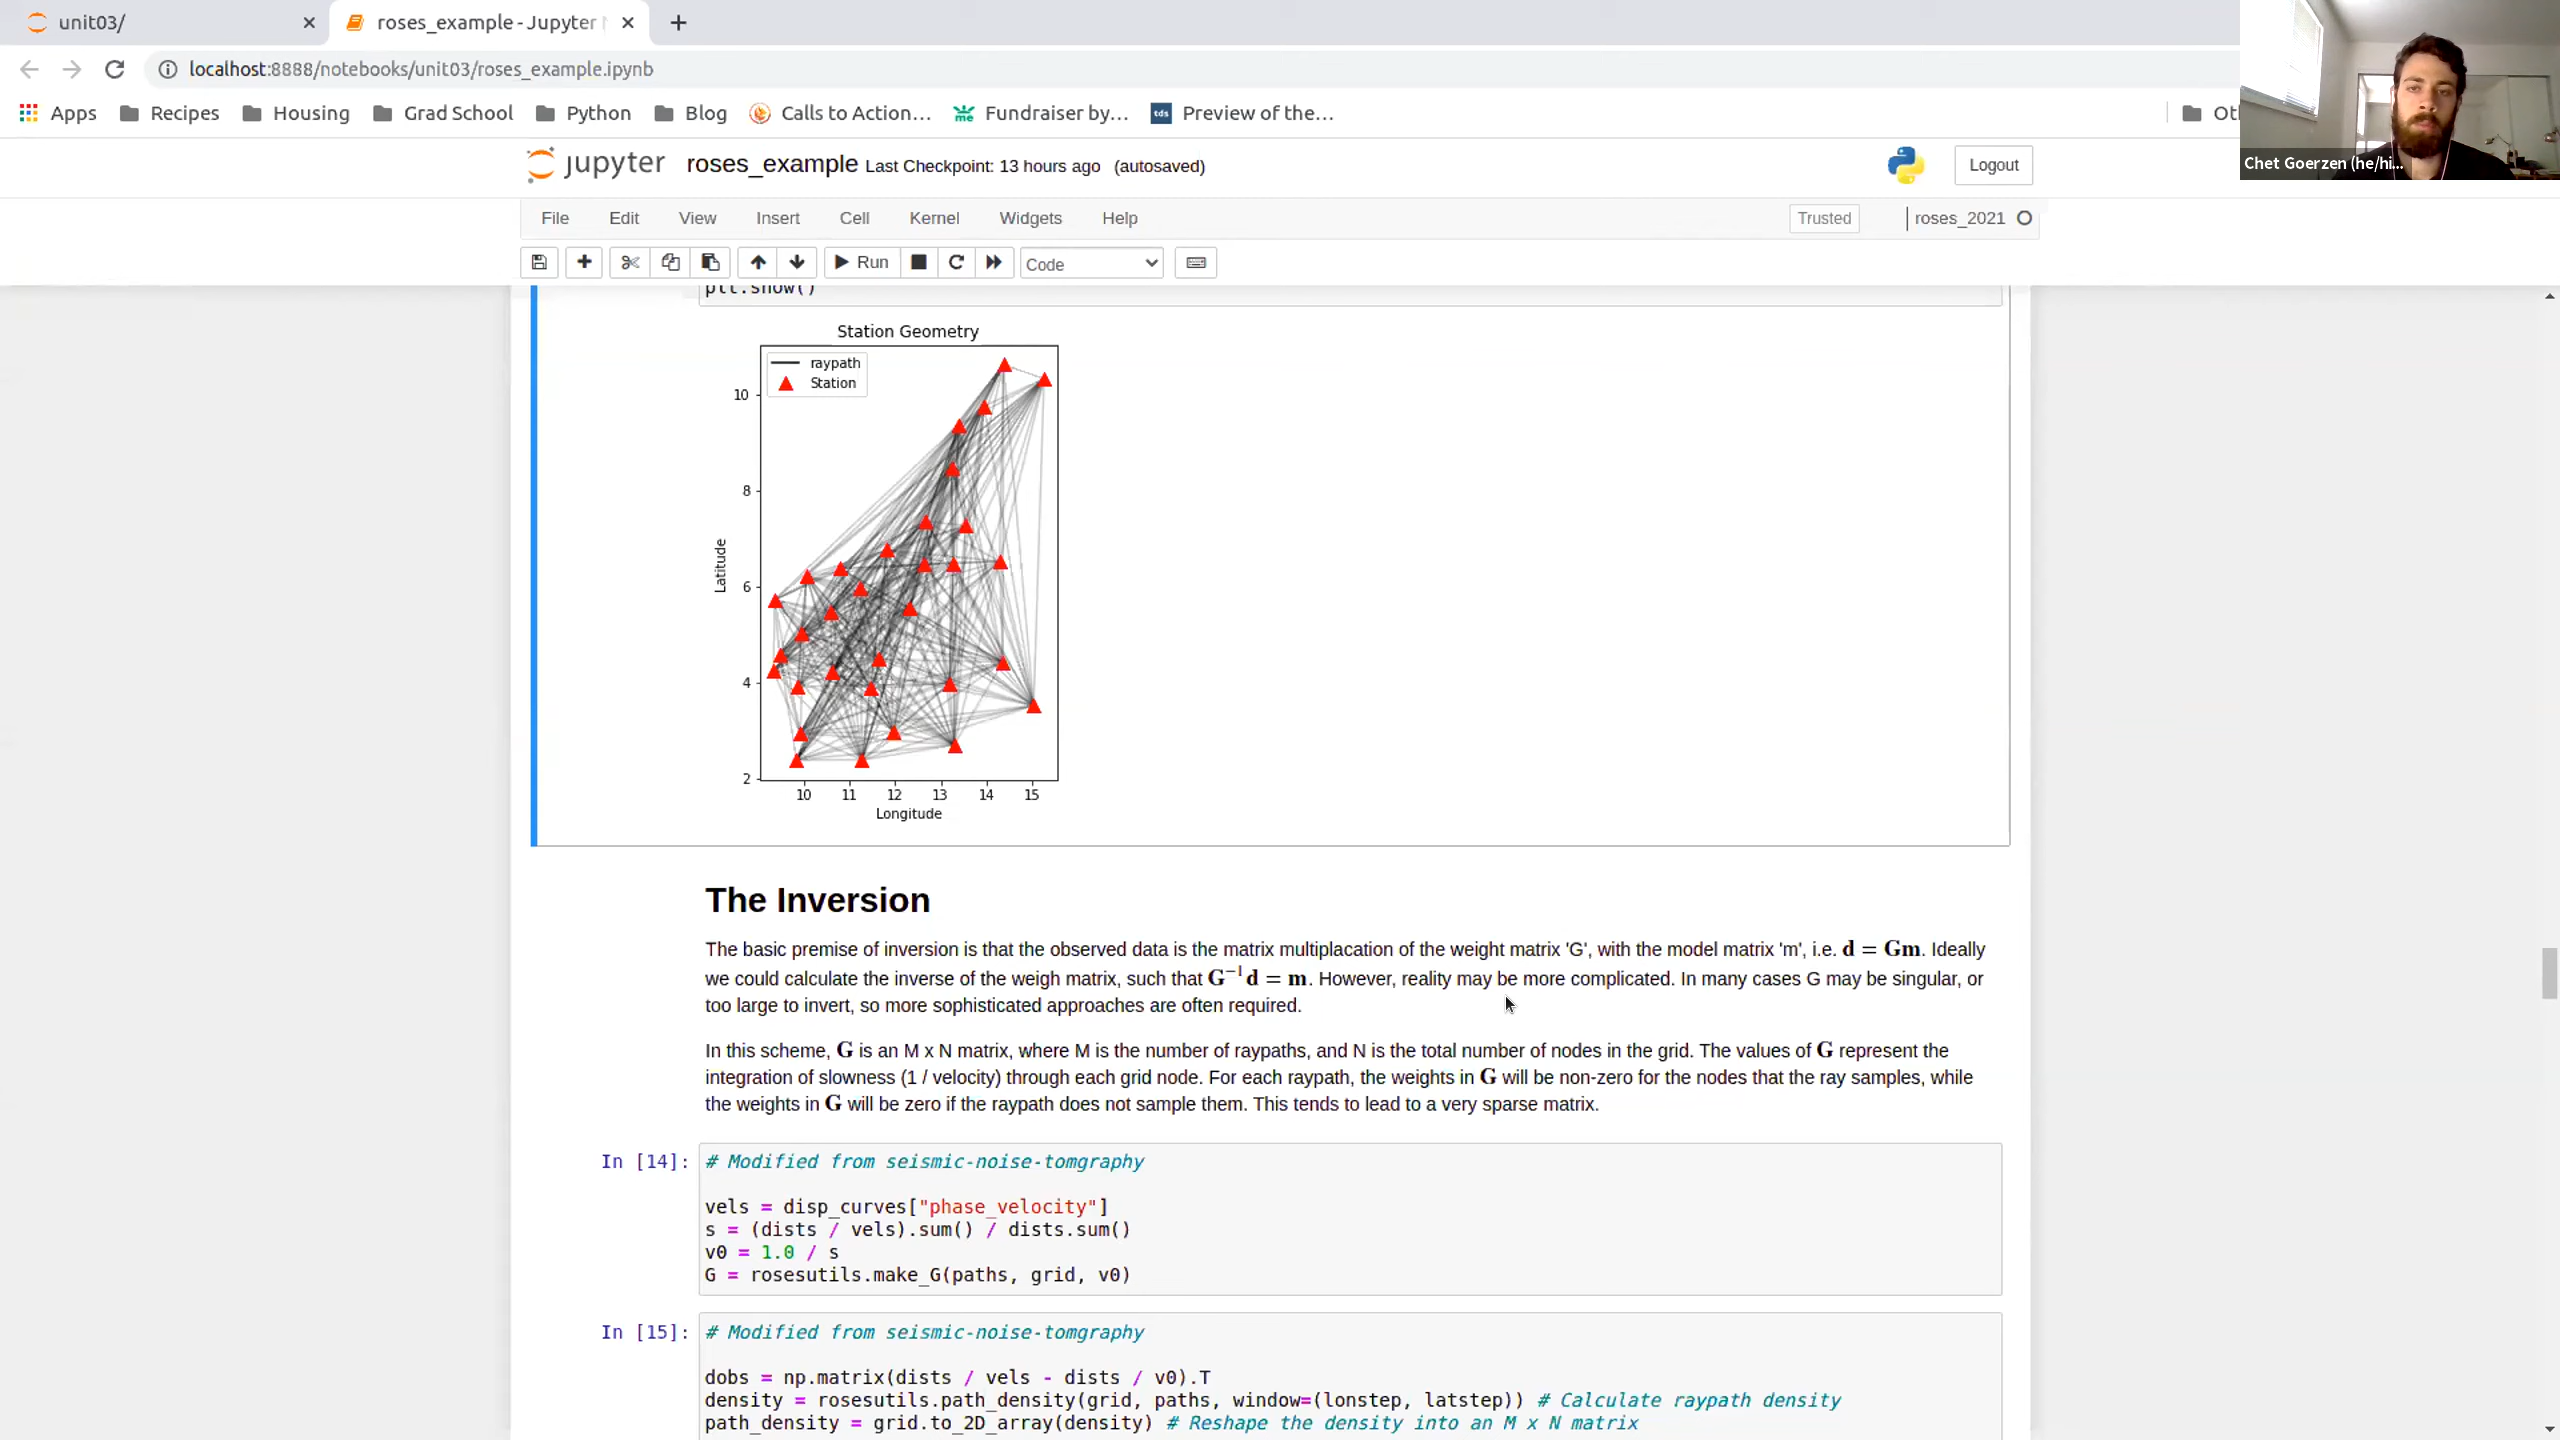 unit03/
roses_example - Jupyter
localhost:8888/notebooks/unit03/roses_example.ipynb
Apps Recipes Housing Grad School Python Blog Calls to Action... Fundraiser by... Preview of the...
Chet Goerzen (he/hi...
jupyter roses_example Last Checkpoint: 13 hours ago (autosaved)
Logout
File Edit View Insert Cell Kernel Widgets Help
Trusted roses_2021
Run Code
plt.show()
Station Geometry
raypath
Station
10
8
6
4
2
Latitude
10 11 12 13 14 15
Longitude
The Inversion
The basic premise of inversion is that the observed data is the matrix multiplacation of the weight matrix 'G', with the model matrix 'm', i.e. d = Gm. Ideally
we could calculate the inverse of the weigh matrix, such that G⁻¹d = m. However, reality may be more complicated. In many cases G may be singular, or
too large to invert, so more sophisticated approaches are often required.
In this scheme, G is an M x N matrix, where M is the number of raypaths, and N is the total number of nodes in the grid. The values of G represent the
integration of slowness (1 / velocity) through each grid node. For each raypath, the weights in G will be non-zero for the nodes that the ray samples, while
the weights in G will be zero if the raypath does not sample them. This tends to lead to a very sparse matrix.
In [14]: # Modified from seismic-noise-tomgraphy
vels = disp_curves["phase_velocity"]
s = (dists / vels).sum() / dists.sum()
v0 = 1.0 / s
G = rosesutils.make_G(paths, grid, v0)
In [15]: # Modified from seismic-noise-tomgraphy
dobs = np.matrix(dists / vels - dists / v0).T
density = rosesutils.path_density(grid, paths, window=(lonstep, latstep)) # Calculate raypath density
path_density = grid.to_2D_array(density) # Reshape the density into an M x N matrix